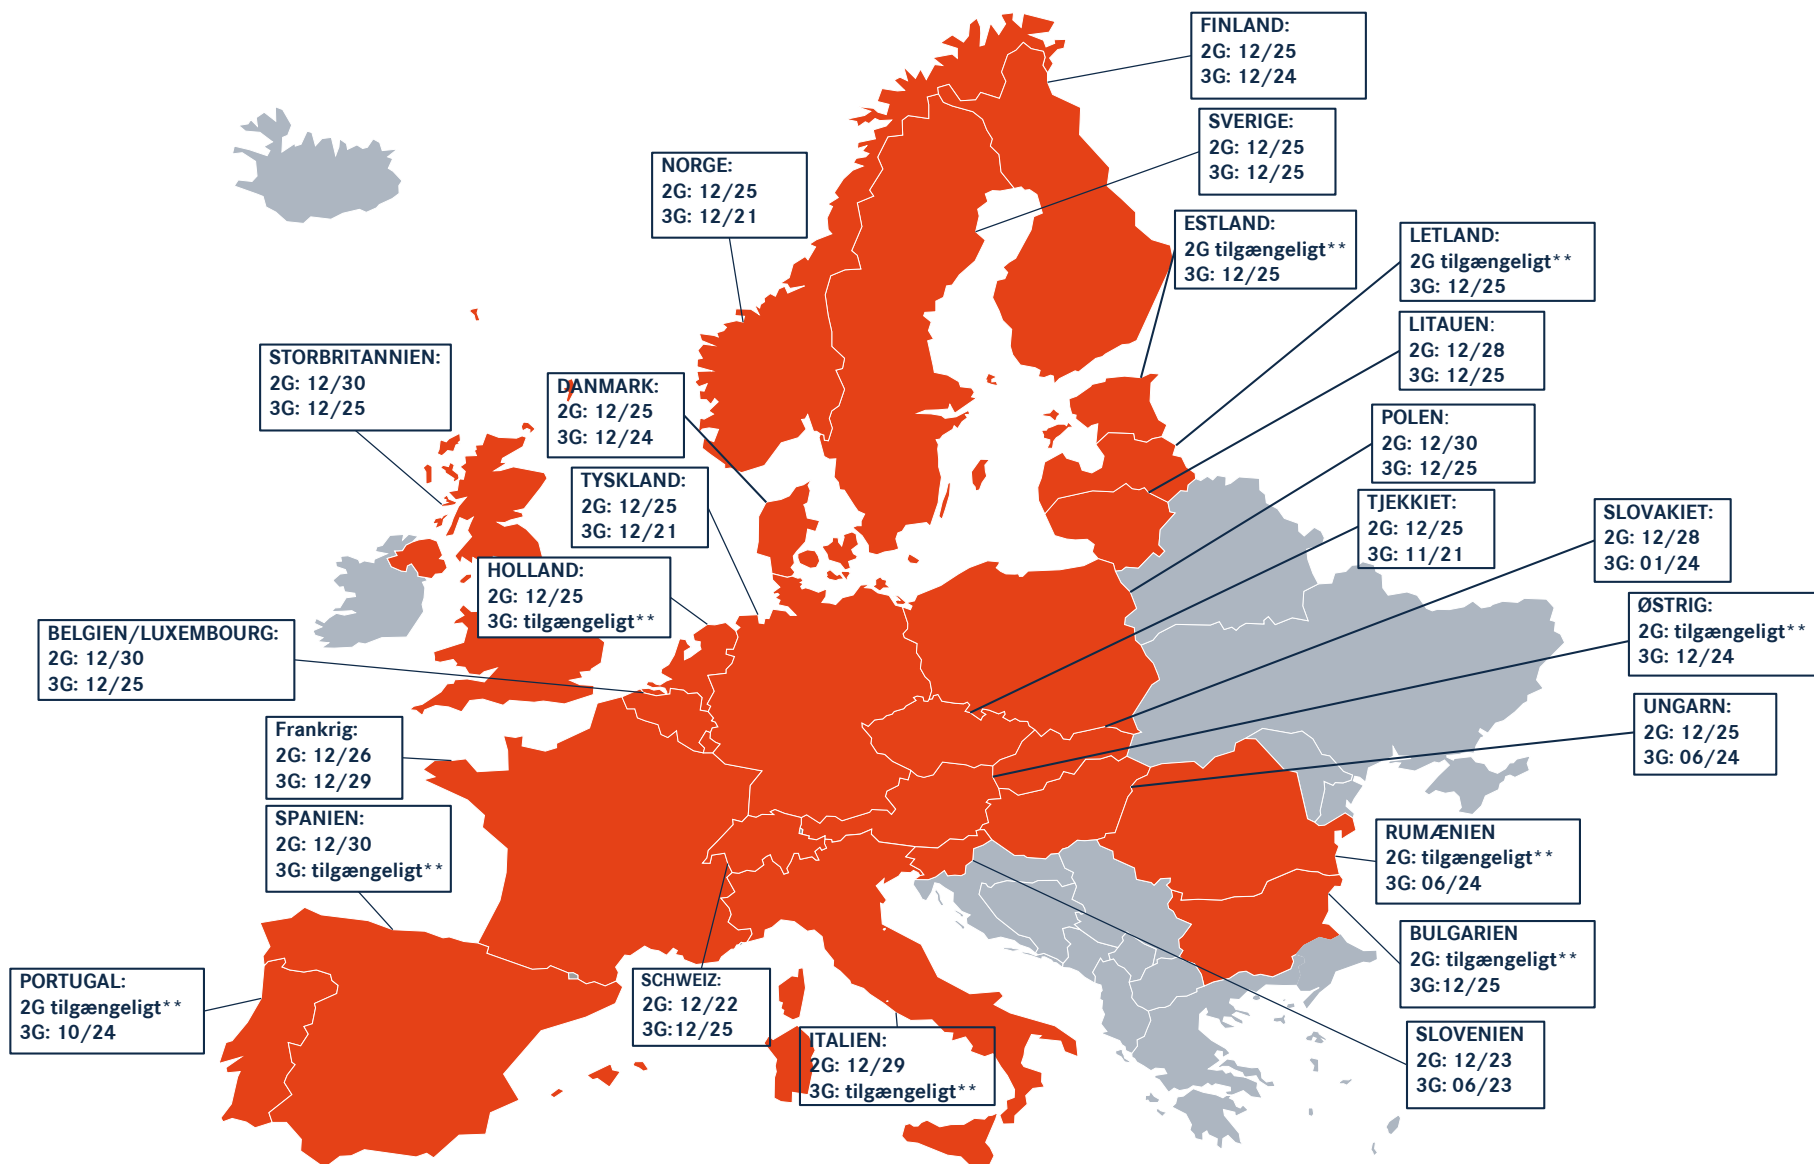 FINLAND:
2G: 12/25
3G: 12/24
SVERIGE:
2G: 12/25
3G: 12/25
NORGE:
2G: 12/25
3G: 12/21
ESTLAND:
2G tilgængeligt**
3G: 12/25
LETLAND:
2G tilgængeligt**
3G: 12/25
LITAUEN:
2G: 12/28
3G: 12/25
STORBRITANNIEN:
2G: 12/30
3G: 12/25
DANMARK:
2G: 12/25
3G: 12/24
POLEN:
2G: 12/30
3G: 12/25
TYSKLAND:
2G: 12/25
3G: 12/21
TJEKKIET:
2G: 12/25
3G: 11/21
SLOVAKIET:
2G: 12/28
3G: 01/24
HOLLAND:
2G: 12/25
3G: tilgængeligt**
ØSTRIG:
2G: tilgængeligt**
3G: 12/24
BELGIEN/LUXEMBOURG:
2G: 12/30
3G: 12/25
UNGARN:
2G: 12/25
3G: 06/24
Frankrig:
2G: 12/26
3G: 12/29
SPANIEN:
2G: 12/30
3G: tilgængeligt**
RUMÆNIEN
2G: tilgængeligt**
3G: 06/24
BULGARIEN
2G: tilgængeligt**
3G:12/25
PORTUGAL:
2G tilgængeligt**
3G: 10/24
SCHWEIZ:
2G: 12/22
3G:12/25
ITALIEN:
2G: 12/29
3G: tilgængeligt**
SLOVENIEN
2G: 12/23
3G: 06/23